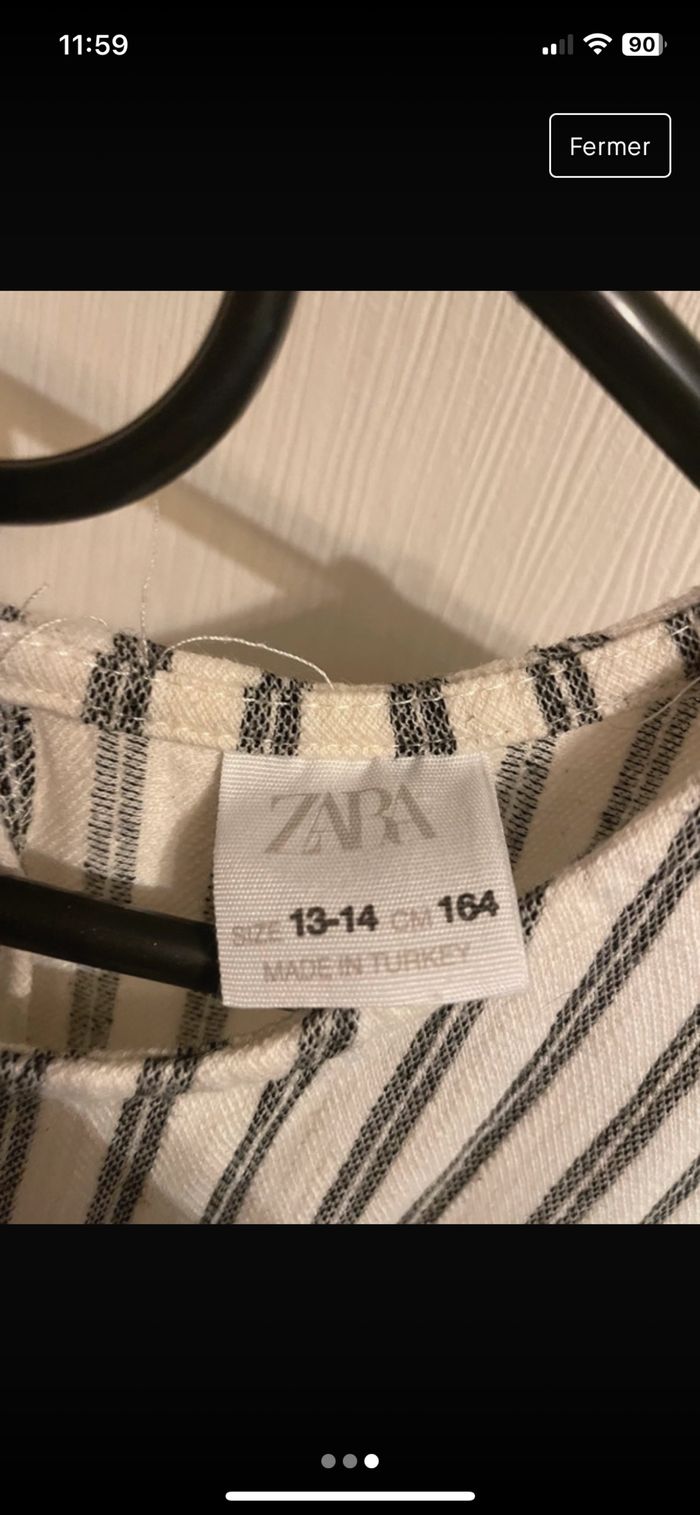 11:59
90
Fermer
ZARA
SIZE 13-14 CM 164
MADE IN TURKEY